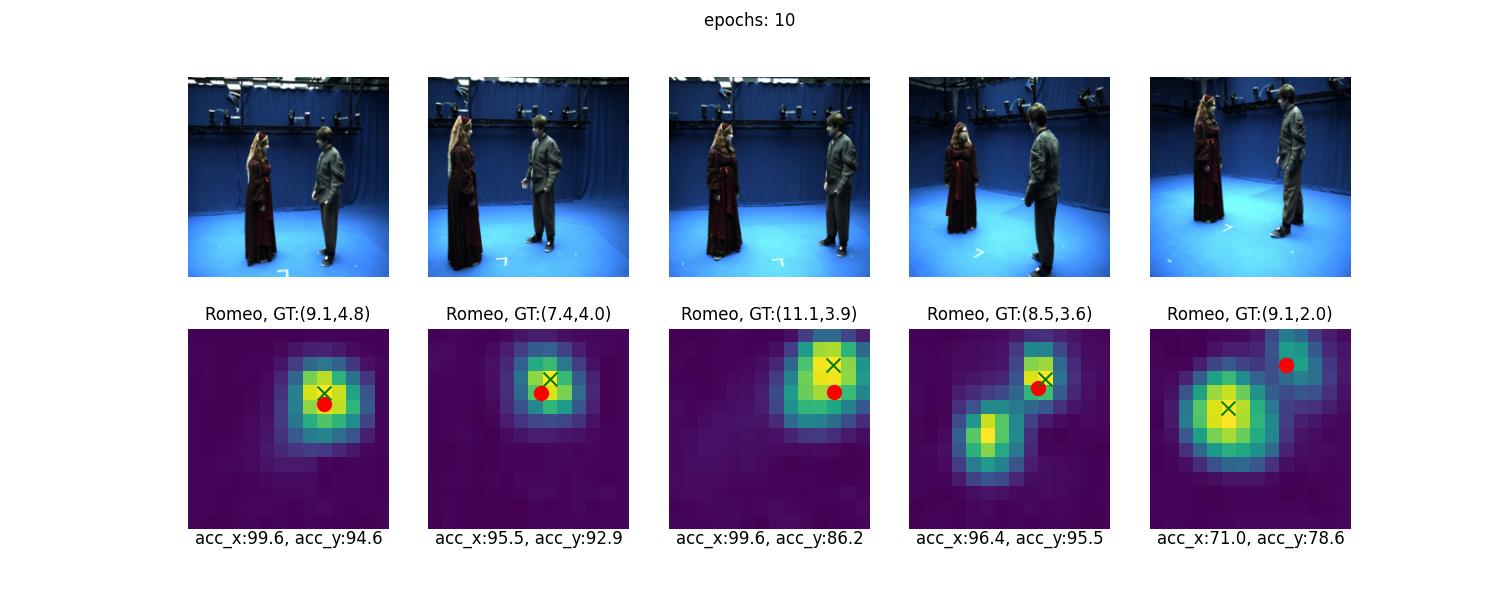 epochs: 10
Romeo, GT:(9.1,4.8)
Romeo, GT:(7.4,4.0)
Romeo, GT:(11.1,3.9)
Romeo, GT:(8.5,3.6)
Romeo, GT:(9.1,2.0)
acc_x:99.6, acc_y:94.6
acc_x:95.5, acc_y:92.9
acc_x:99.6, acc_y:86.2
acc_x:96.4, acc_y:95.5
acc_x:71.0, acc_y:78.6